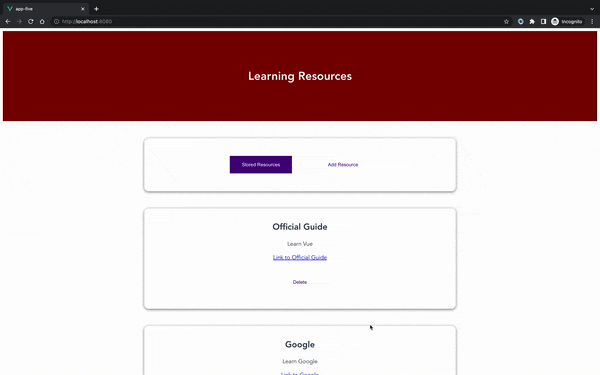 app-five
http://localhost:8080
Incognito
Learning Resources
Stored Resources
Add Resource
Official Guide
Learn Vue
Link to Official Guide
Delete
Google
Learn Google
Link to Google